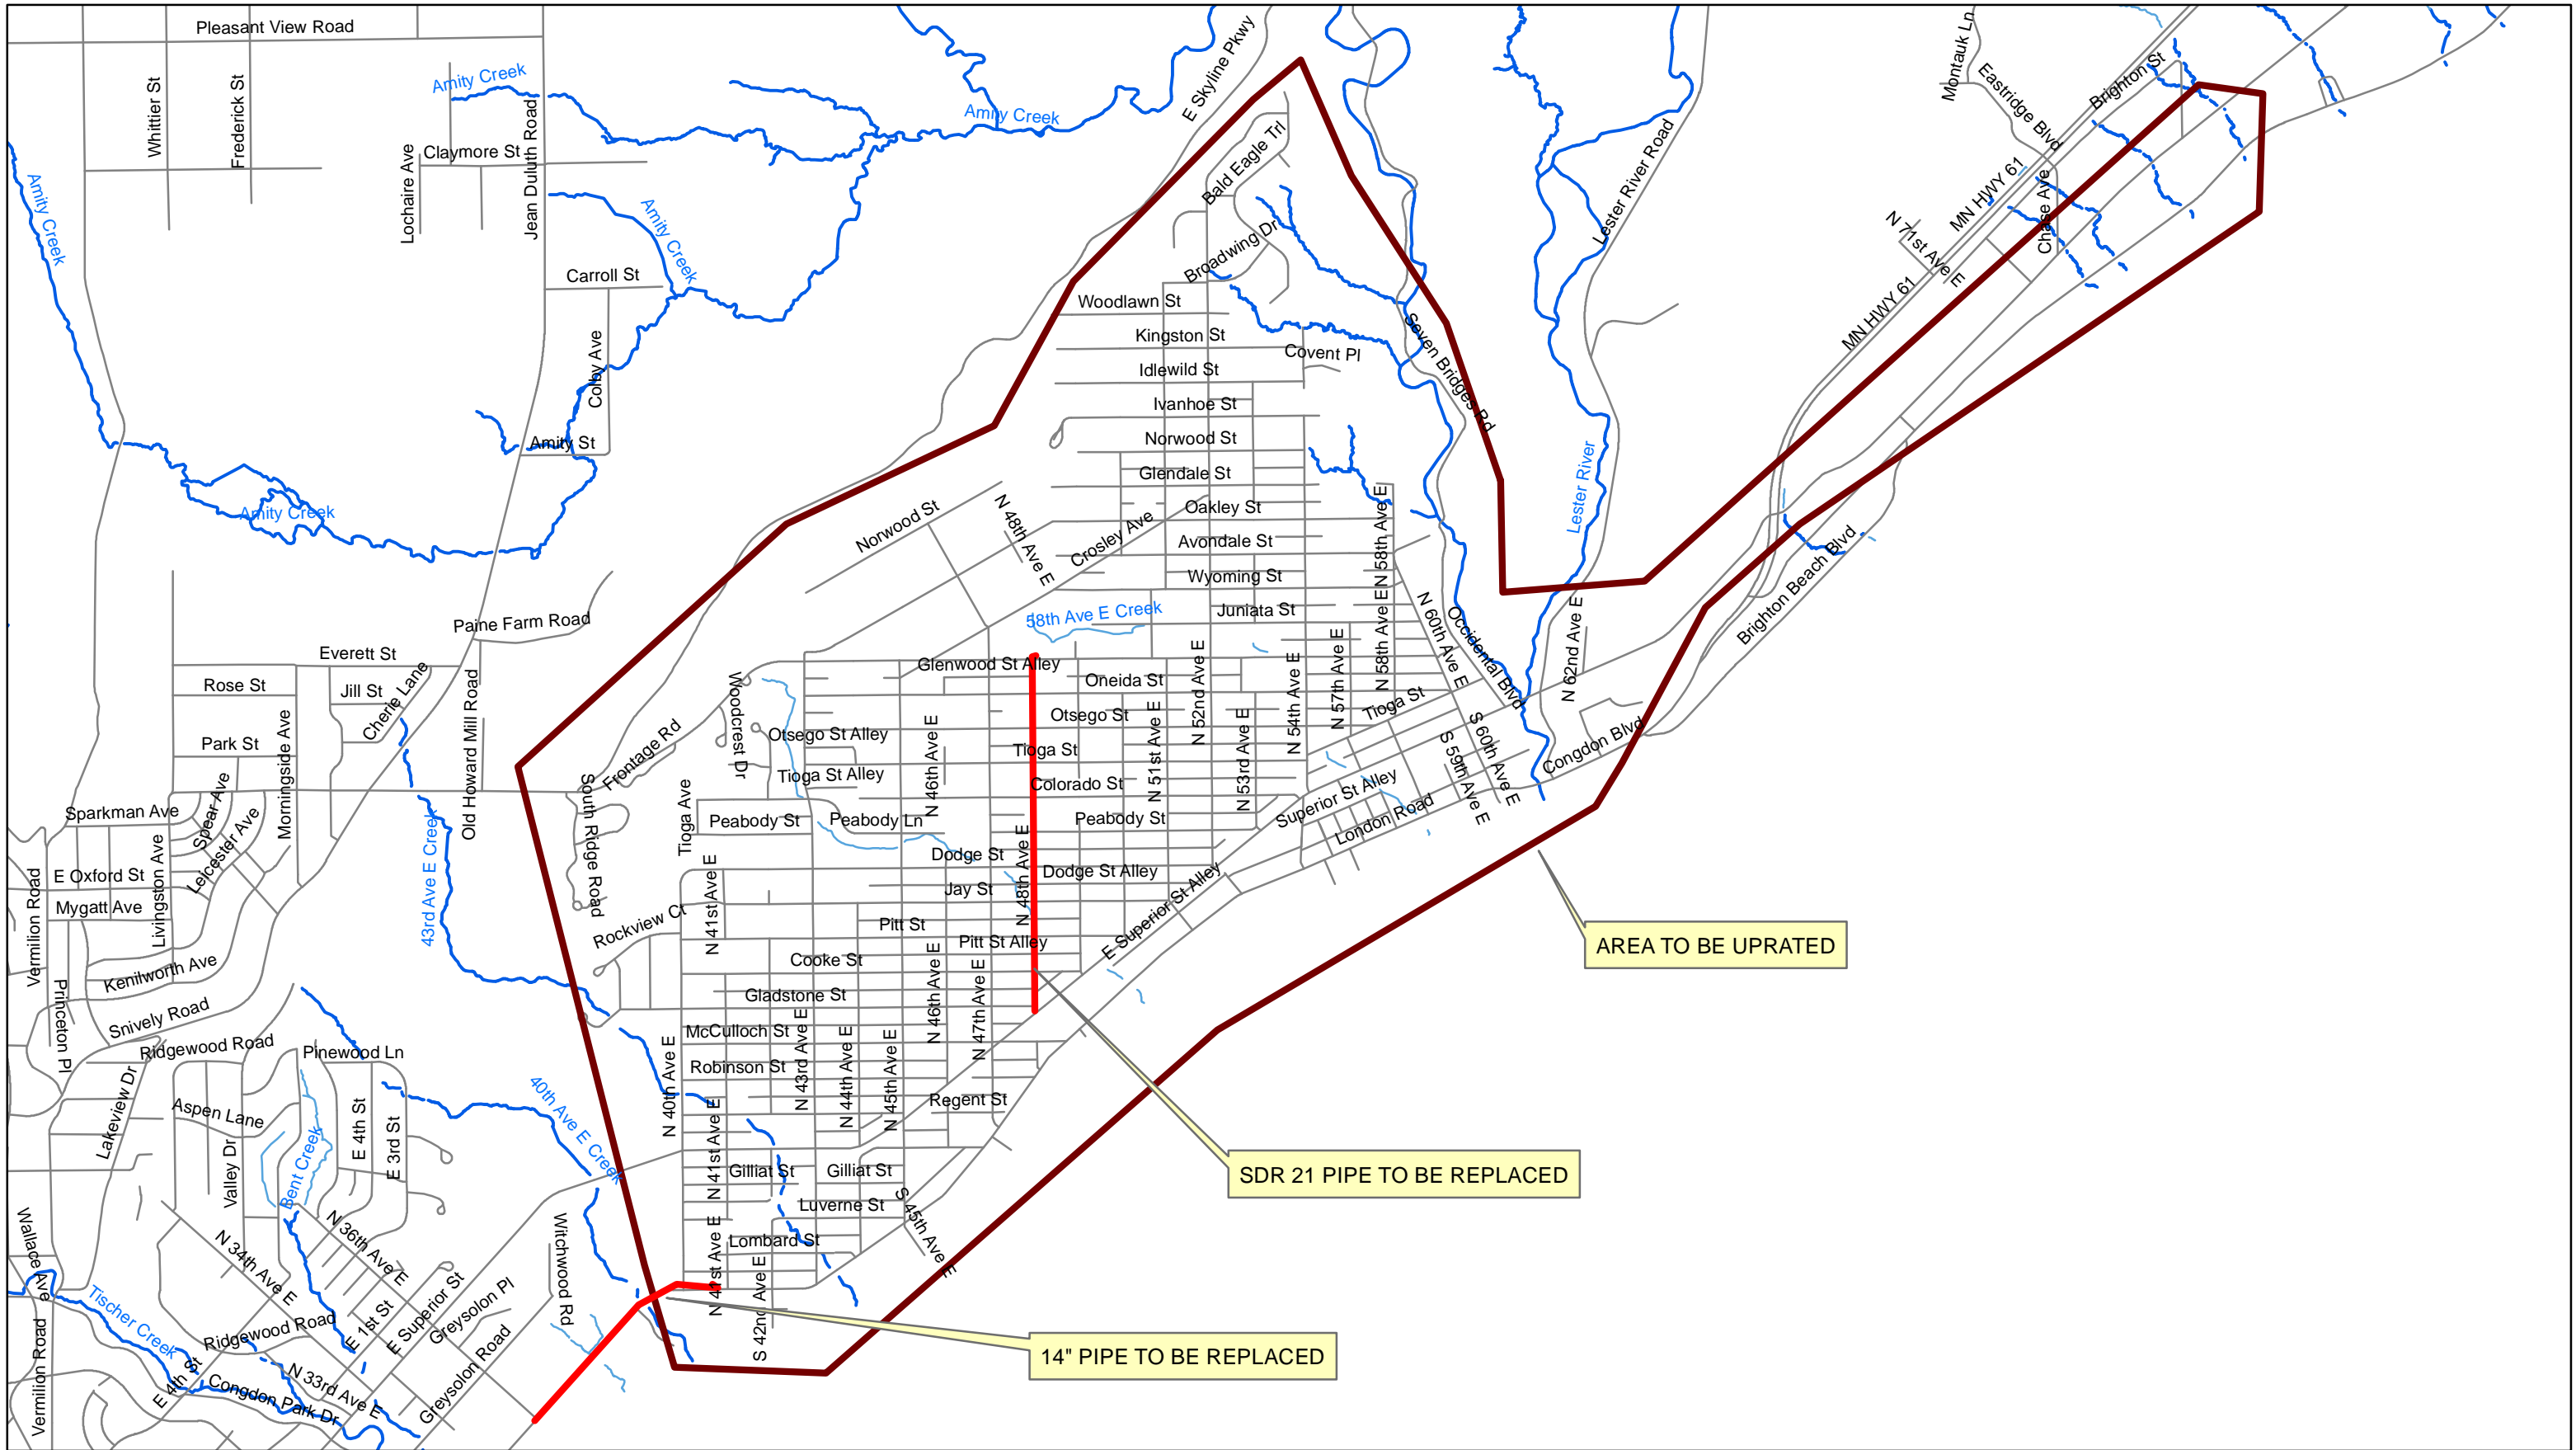 Pleasant View Road
Whittier St
Frederick St
Amity Creek
Jean Duluth Road
Claymore St
Lochaire Ave
Amity Creek
Amity Creek
Amity Creek
Carroll St
Colby Ave
Amity St
Amity Creek
E Skyline Pkwy
Bald Eagle Trl
Broadwing Dr
Woodlawn St
Kingston St
Covent Pl
Idlewild St
Ivanhoe St
Norwood St
Glendale St
Oakley St
Avondale St
Wyoming St
Juniata St
Norwood St
N 48th Ave E
Crosley Ave
58th Ave E Creek
Seven Bridges Rd
Lester River Road
Lester River
Montauk Ln
Eastridge Blvd
Brighton St
MN HWY 61
Chase Ave
N 71st Ave E
MN HWY 61
Brighton Beach Blvd
N 58th Ave E
N 58th Ave E
N 58th Ave E
N 60th Ave E
Occidental Blvd
N 62nd Ave E
Paine Farm Road
Everett St
Rose St
Jill St
Cherie Lane
Park St
Morningside Ave
Old Howard Mill Road
Sparkman Ave
Spear Ave
Leicester Ave
Livingston Ave
E Oxford St
Mygatt Ave
Vermilion Road
Kenilworth Ave
Princeton Pl
Snively Road
43rd Ave E Creek
Glenwood St Alley
Oneida St
Otsego St
Otsego St Alley
Woodcrest Dr
Frontage Rd
South Ridge Road
Tioga St Alley
Tioga St
Tioga St
Tioga Ave
Colorado St
Peabody St
Peabody Ln
Peabody St
N 46th Ave E
N 48th Ave E
N 51st Ave E
N 52nd Ave E
N 53rd Ave E
N 54th Ave E
N 57th Ave E
S 60th Ave E
S 59th Ave E
Congdon Blvd
Superior St Alley
London Road
Dodge St
Dodge St Alley
Jay St
Pitt St
Pitt St Alley
E Superior St Alley
Rockview Ct
N 41st Ave E
Cooke St
Gladstone St
McCulloch St
Robinson St
N 40th Ave E
N 43rd Ave E
N 44th Ave E
N 45th Ave E
N 46th Ave E
N 47th Ave E
Regent St
N 41st Ave E
Gilliat St
Gilliat St
Luverne St
Lombard St
S 45th Ave E
N 41st Ave E
S 42nd Ave E
AREA TO BE UPRATED
SDR 21 PIPE TO BE REPLACED
14" PIPE TO BE REPLACED
Ridgewood Road
Pinewood Ln
Lakeview Dr
Aspen Lane
Valley Dr
Bent Creek
E 4th St
E 3rd St
40th Ave E Creek
Wallace Ave
N 34th Ave E
N 36th Ave E
Witchwood Rd
Tischer Creek
Ridgewood Road
E 1st St
E Superior St
Greysolon Pl
Greysolon Road
Vermilion Road
E 4th St
N 33rd Ave E
Congdon Park Dr